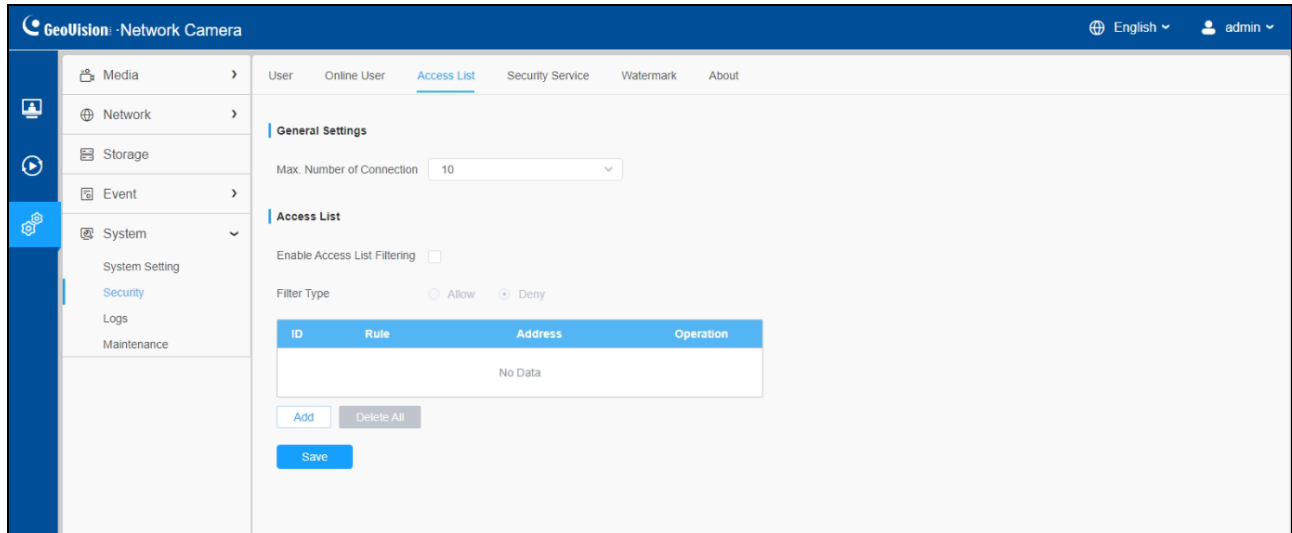 GeoVision: -Network Camera
English
admin
Media
Network
Storage
Event
System
System Setting
Security
Logs
Maintenance
User Online User Access List Security Service Watermark About
General Settings
Max. Number of Connection 10
Access List
Enable Access List Filtering
Filter Type Allow Deny
ID Rule Address Operation
No Data
Add Delete All
Save